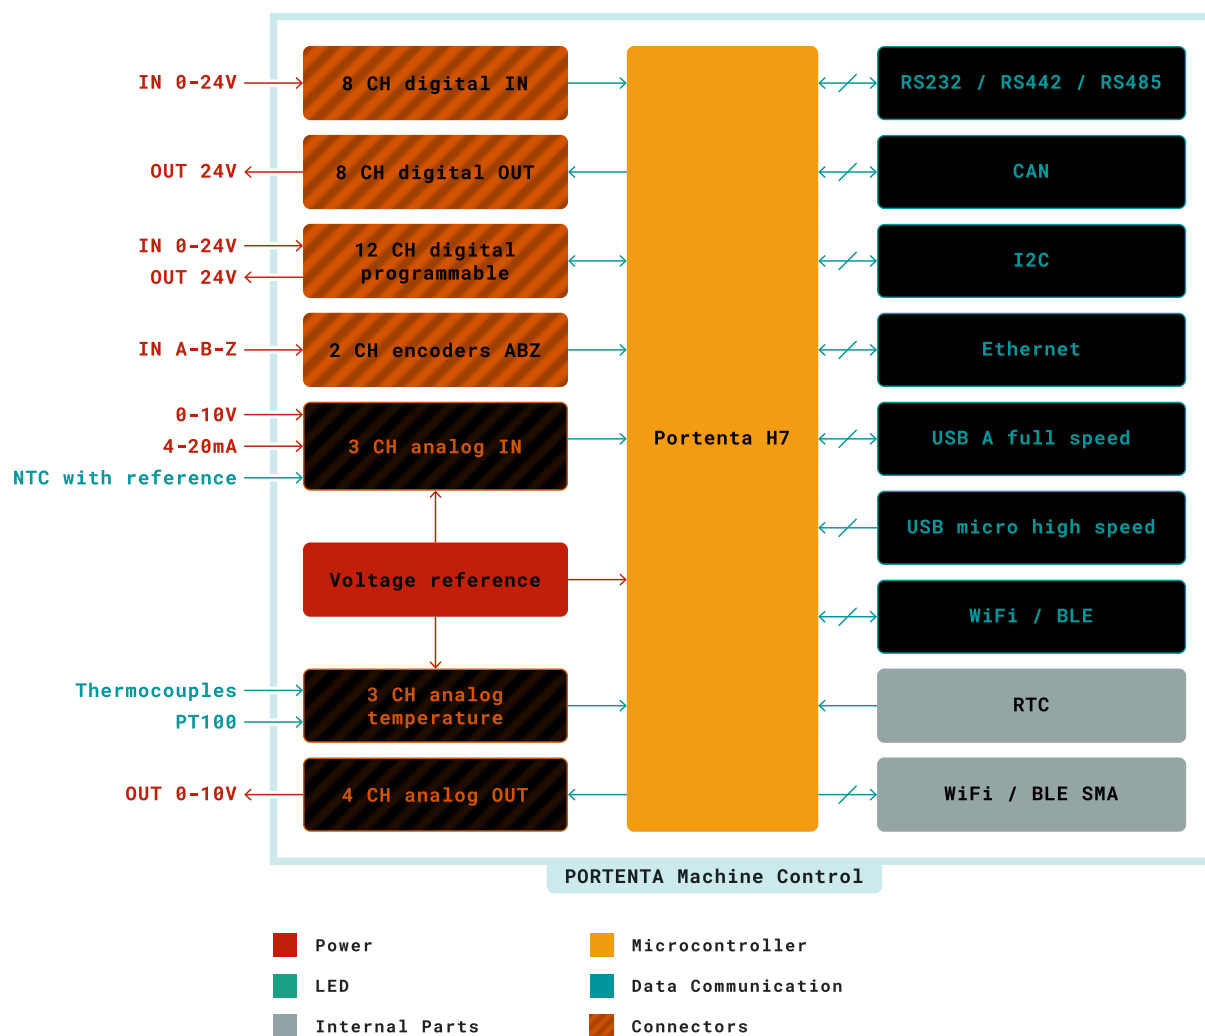 IN 0-24V
8 CH digital IN
RS232 / RS442 / RS485
OUT 24V
8 CH digital OUT
CAN
IN 0-24V
OUT 24V
12 CH digital
programmable
I2C
IN A-B-Z
2 CH encoders ABZ
Ethernet
0-10V
4-20mA
NTC with reference
3 CH analog IN
Portenta H7
USB A full speed
USB micro high speed
Voltage reference
WiFi / BLE
Thermocouples
PT100
3 CH analog
temperature
RTC
OUT 0-10V
4 CH analog OUT
WiFi / BLE SMA
PORTENTA Machine Control
Power
Microcontroller
LED
Data Communication
Internal Parts
Connectors